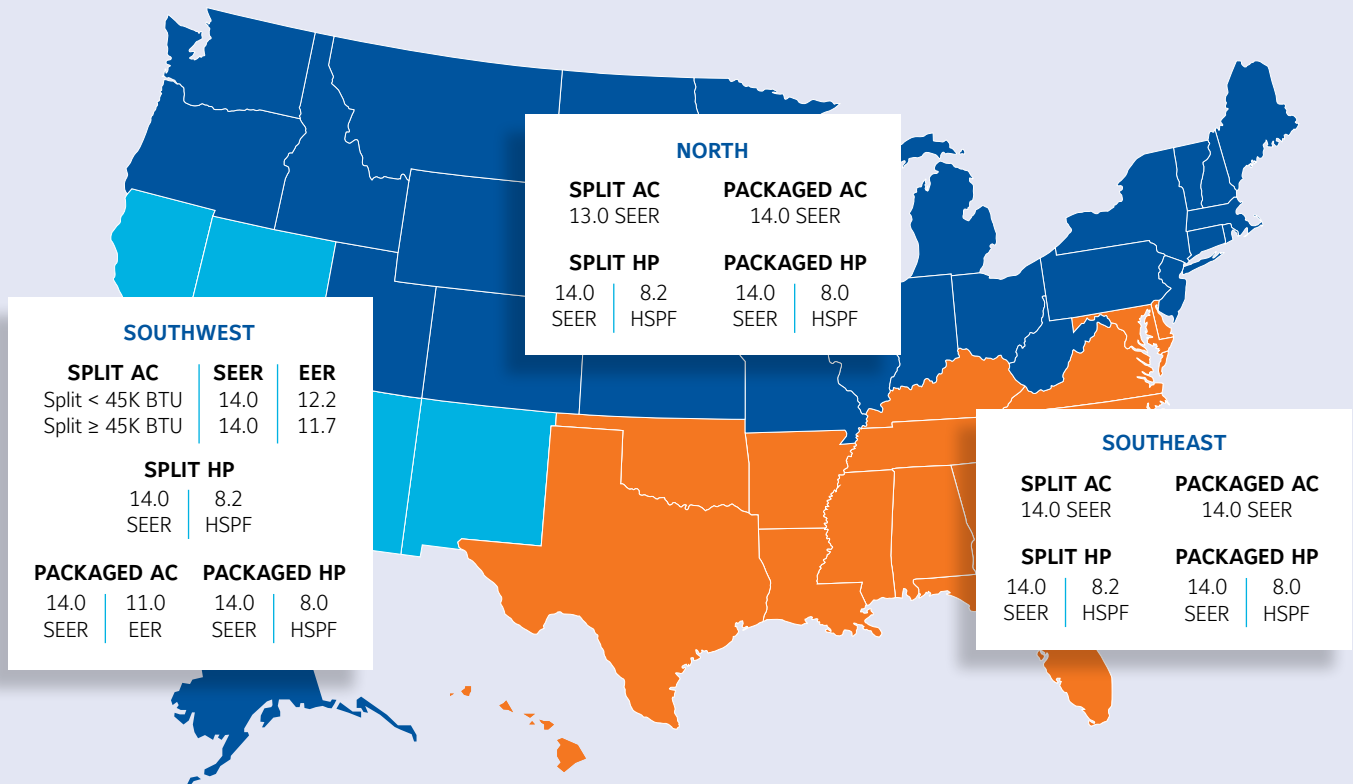 NORTH
SPLIT AC
13.0 SEER
PACKAGED AC
14.0 SEER
SPLIT HP
14.0 8.2
SEER HSPF
PACKAGED HP
14.0 8.0
SEER HSPF
SOUTHWEST
SPLIT AC SEER EER
Split < 45K BTU 14.0 12.2
Split ≥ 45K BTU 14.0 11.7
SPLIT HP
14.0 8.2
SEER HSPF
PACKAGED AC
14.0 11.0
SEER EER
PACKAGED HP
14.0 8.0
SEER HSPF
SOUTHEAST
SPLIT AC
14.0 SEER
PACKAGED AC
14.0 SEER
SPLIT HP
14.0 8.2
SEER HSPF
PACKAGED HP
14.0 8.0
SEER HSPF